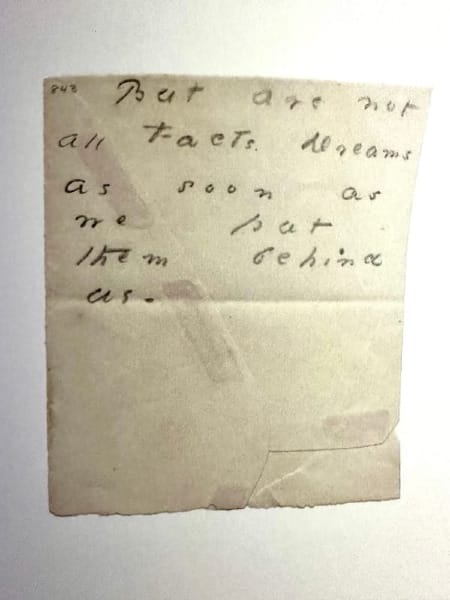 843 But are not
all Facts Dreams
as soon as
we put
them behind
us -